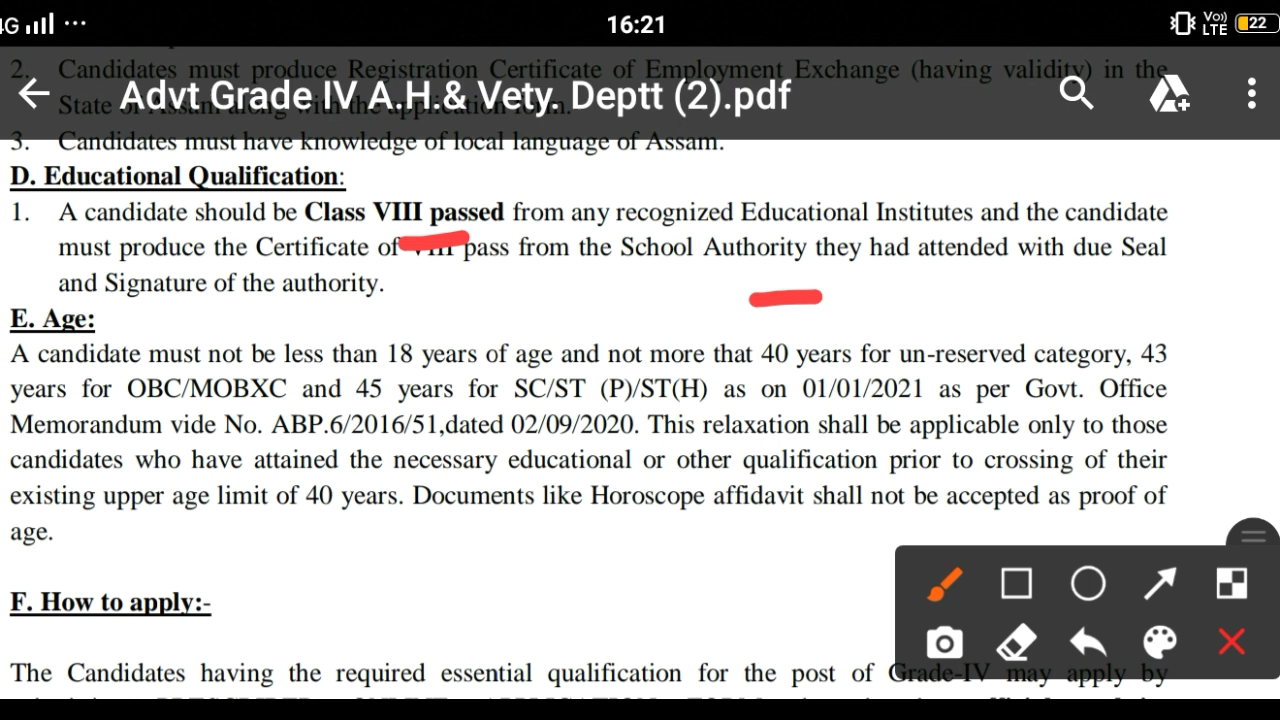 4G 16:21 Vo) LTE 22
2. Candidates must produce Registration Certificate of Employment Exchange (having validity) in the
Advt Grade IV A.H.& Vety. Deptt (2).pdf
State of Assam along with the application form.
3. Candidates must have knowledge of local language of Assam.
D. Educational Qualification:
1. A candidate should be Class VIII passed from any recognized Educational Institutes and the candidate
must produce the Certificate of VIII pass from the School Authority they had attended with due Seal
and Signature of the authority.
E. Age:
A candidate must not be less than 18 years of age and not more that 40 years for un-reserved category, 43
years for OBC/MOBXC and 45 years for SC/ST (P)/ST(H) as on 01/01/2021 as per Govt. Office
Memorandum vide No. ABP.6/2016/51,dated 02/09/2020. This relaxation shall be applicable only to those
candidates who have attained the necessary educational or other qualification prior to crossing of their
existing upper age limit of 40 years. Documents like Horoscope affidavit shall not be accepted as proof of
age.
F. How to apply:-
The Candidates having the required essential qualification for the post of Grade-IV may apply by